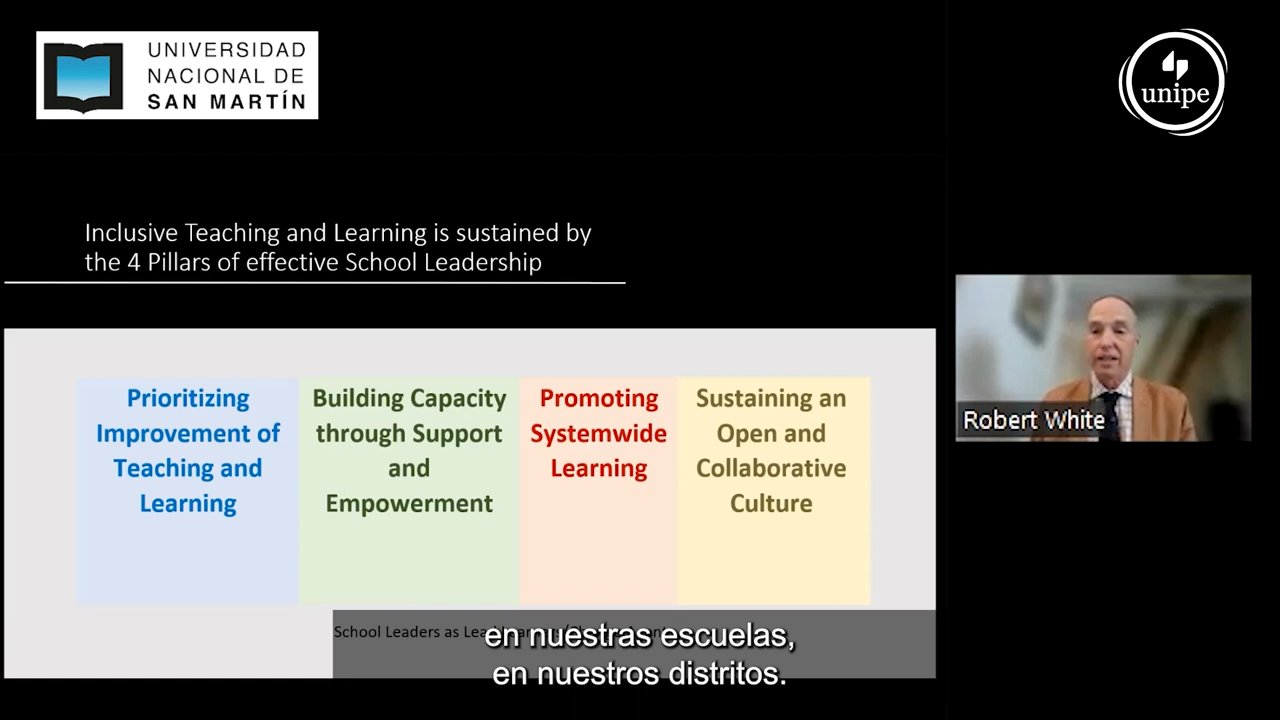 UNIVERSIDAD
NACIONAL DE
SAN MARTÍN
unipe
Inclusive Teaching and Learning is sustained by
the 4 Pillars of effective School Leadership
Prioritizing
Improvement of
Teaching and
Learning
Building Capacity
through Support
and
Empowerment
Promoting
Systemwide
Learning
Sustaining an
Open and
Collaborative
Culture
Robert White
School Leaders as
en nuestras escuelas,
en nuestros distritos.